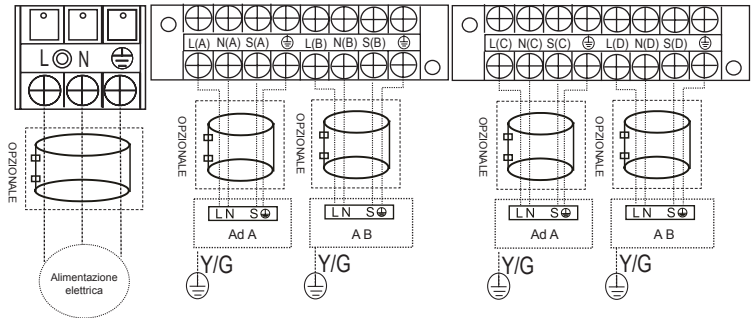 L N
OPZIONALE
Alimentazione
elettrica
L(A) N(A) S(A) L(B) N(B) S(B)
OPZIONALE
OPZIONALE
L N S
Ad A
L N S
A B
Y/G
Y/G
L(C) N(C) S(C) L(D) N(D) S(D)
OPZIONALE
OPZIONALE
L N S
Ad A
L N S
A B
Y/G
Y/G